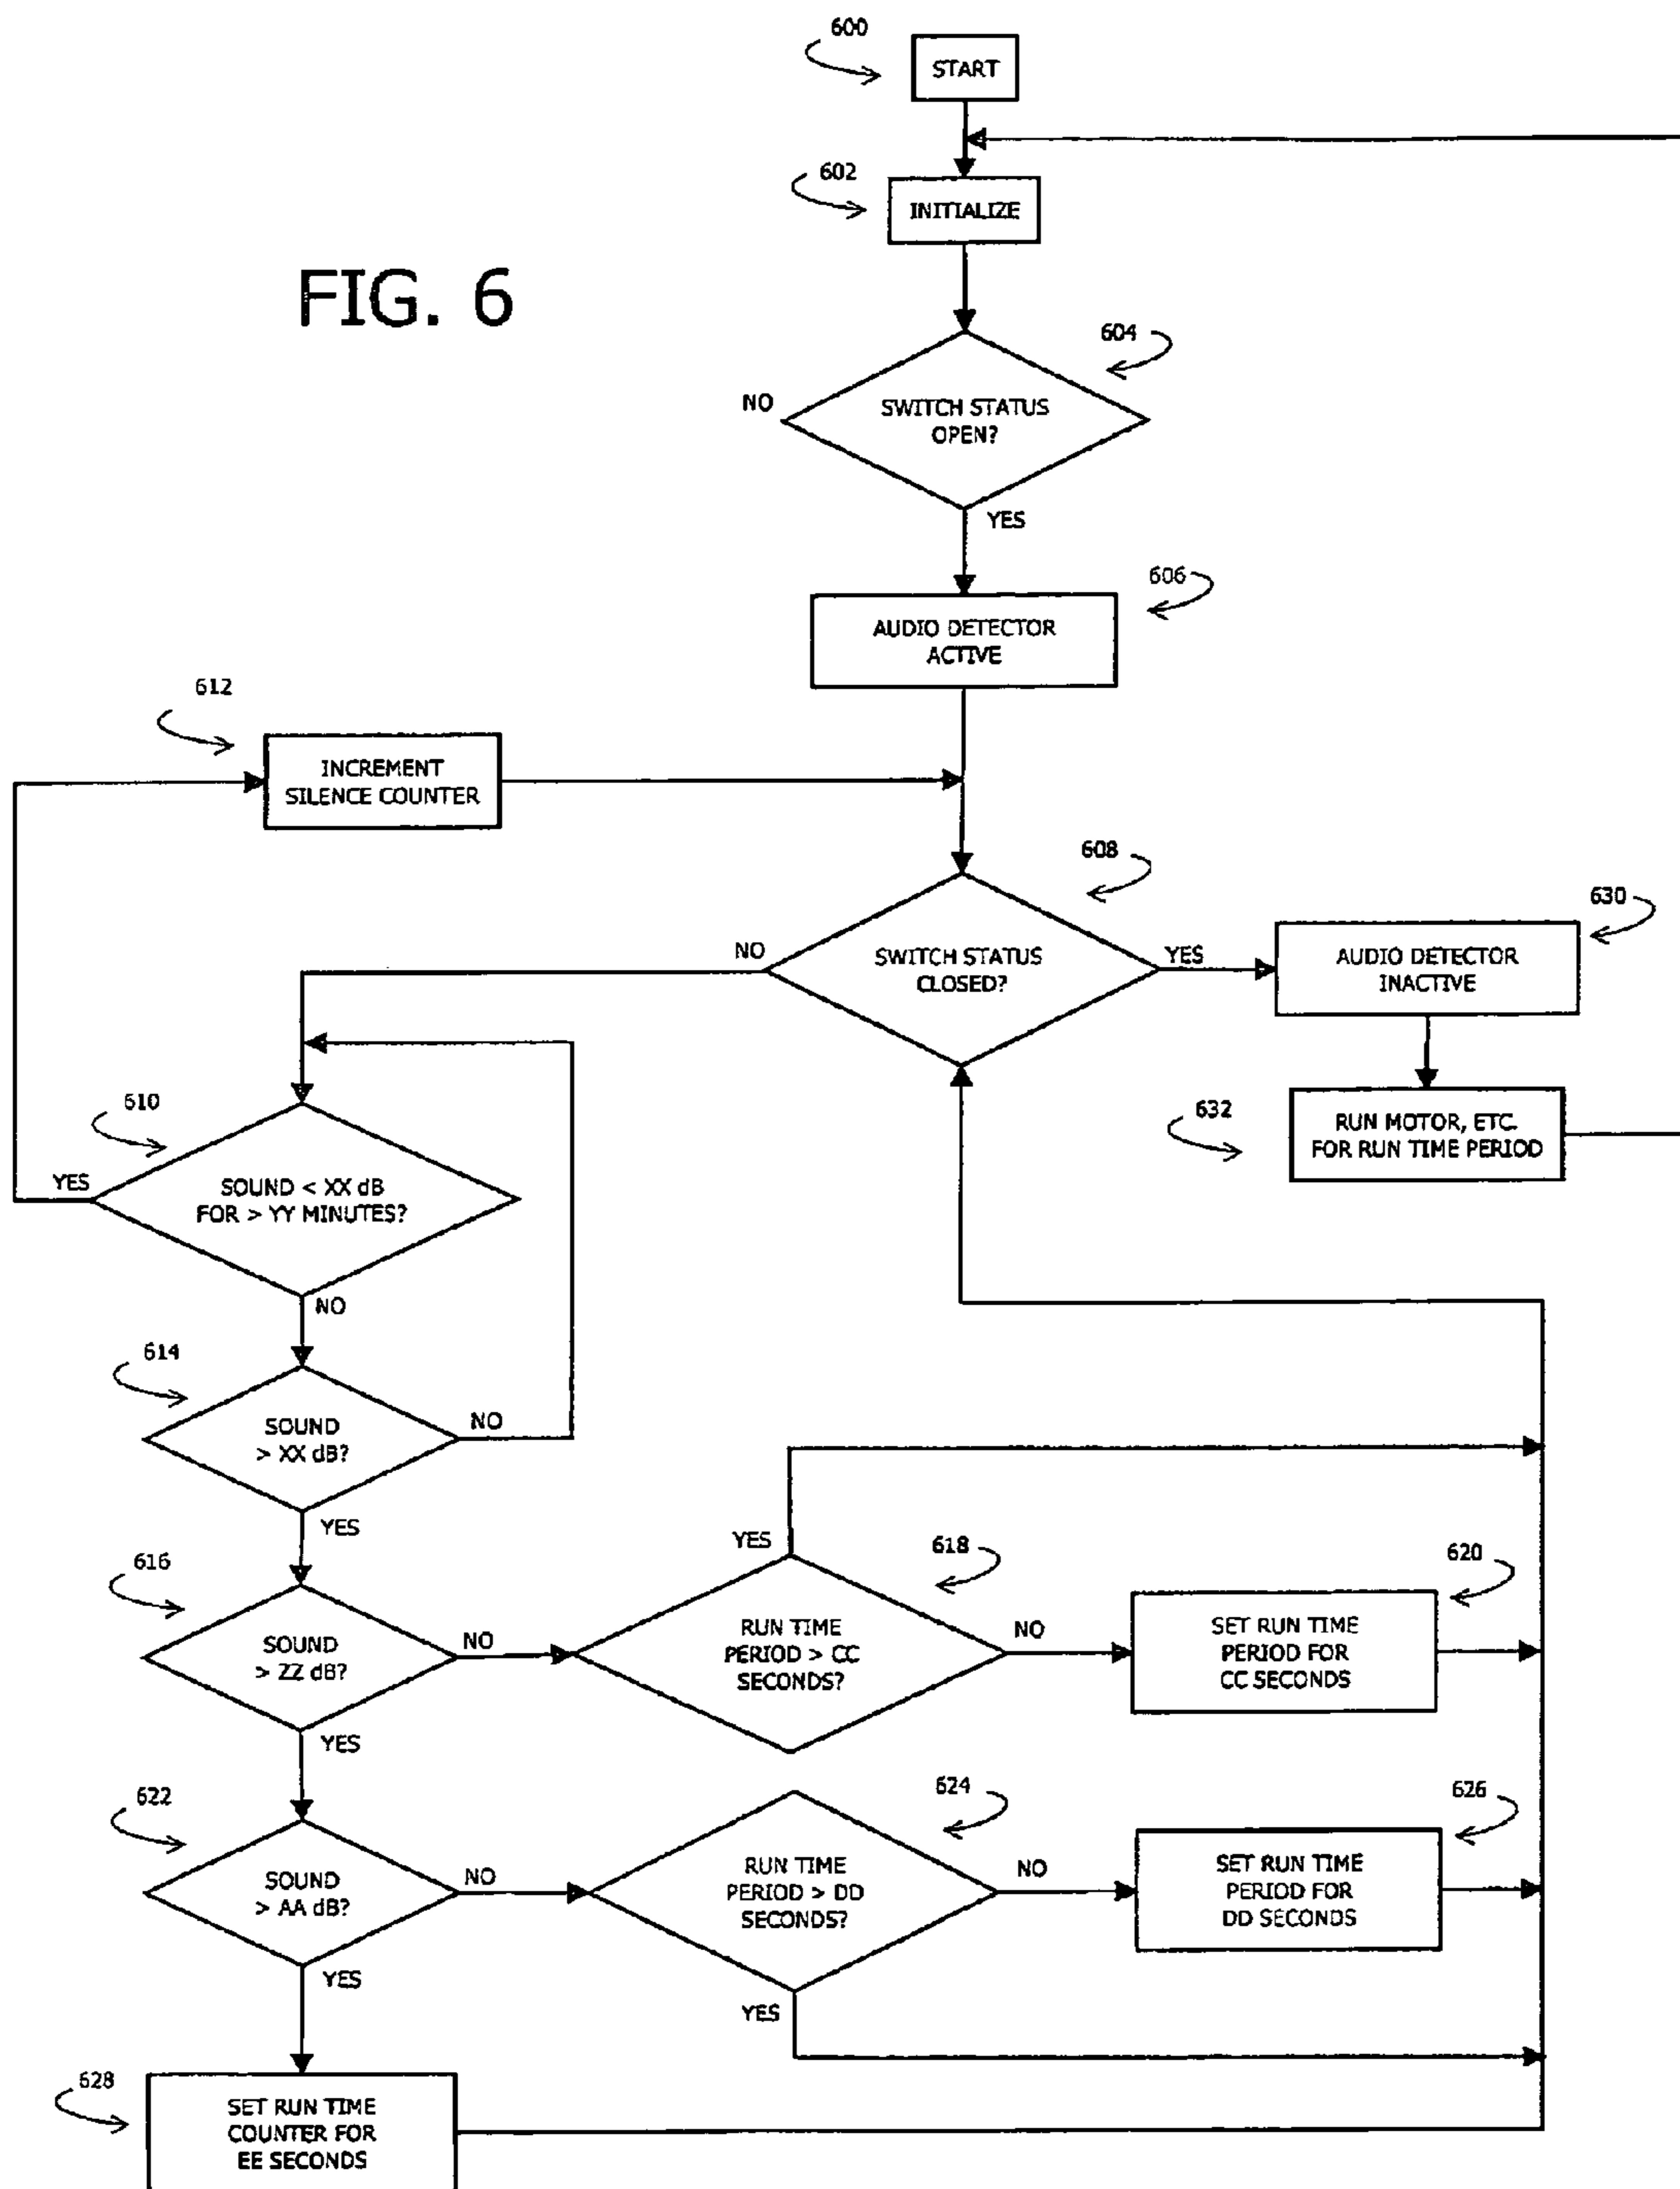 600
START
602
INITIALIZE
FIG. 6
604
NO
SWITCH STATUS
OPEN?
YES
606
AUDIO DETECTOR
ACTIVE
612
INCREMENT
SILENCE COUNTER
608
NO
SWITCH STATUS
CLOSED?
YES
630
AUDIO DETECTOR
INACTIVE
632
RUN MOTOR, ETC.
FOR RUN TIME PERIOD
610
YES
SOUND < XX dB
FOR > YY MINUTES?
NO
614
SOUND
> XX dB?
NO
YES
616
SOUND
> ZZ dB?
NO
YES
618
YES
RUN TIME
PERIOD > CC
SECONDS?
NO
620
SET RUN TIME
PERIOD FOR
CC SECONDS
622
SOUND
> AA dB?
NO
YES
624
RUN TIME
PERIOD > DD
SECONDS?
NO
YES
626
SET RUN TIME
PERIOD FOR
DD SECONDS
628
SET RUN TIME
COUNTER FOR
EE SECONDS